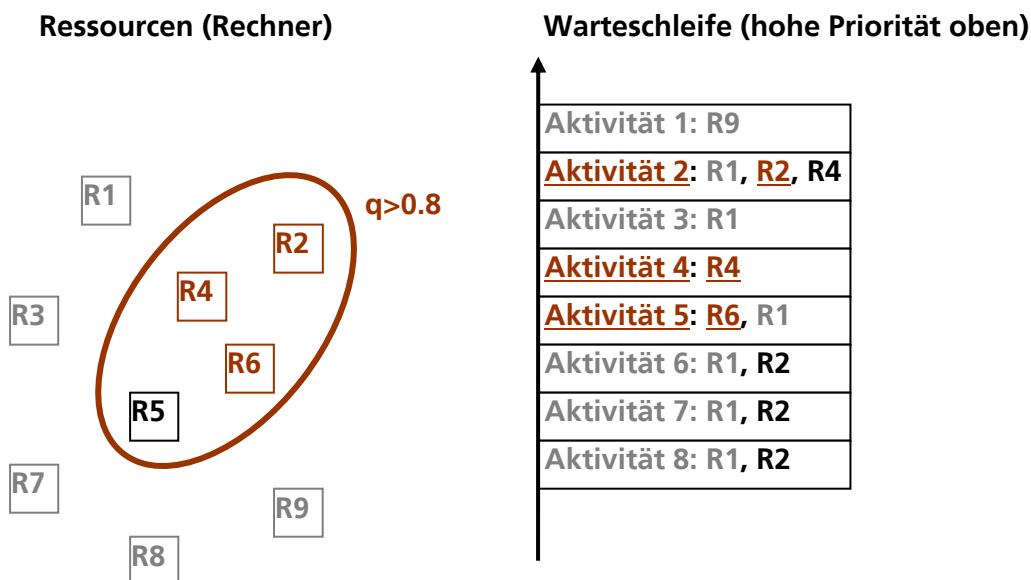 Ressourcen (Rechner)
Warteschleife (hohe Priorität oben)
R1
q>0.8
R2
R4
R3
R6
R5
R7
R9
R8
Aktivität 1: R9
Aktivität 2: R1, R2, R4
Aktivität 3: R1
Aktivität 4: R4
Aktivität 5: R6, R1
Aktivität 6: R1, R2
Aktivität 7: R1, R2
Aktivität 8: R1, R2